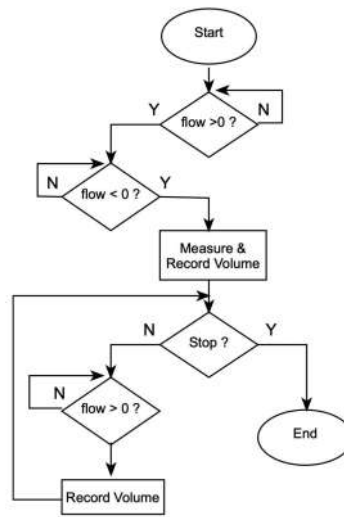 Start
Y
flow >0 ?
N
N
flow < 0 ?
Y
Measure &
Record Volume
N
Stop ?
Y
N
flow > 0 ?
End
Record Volume